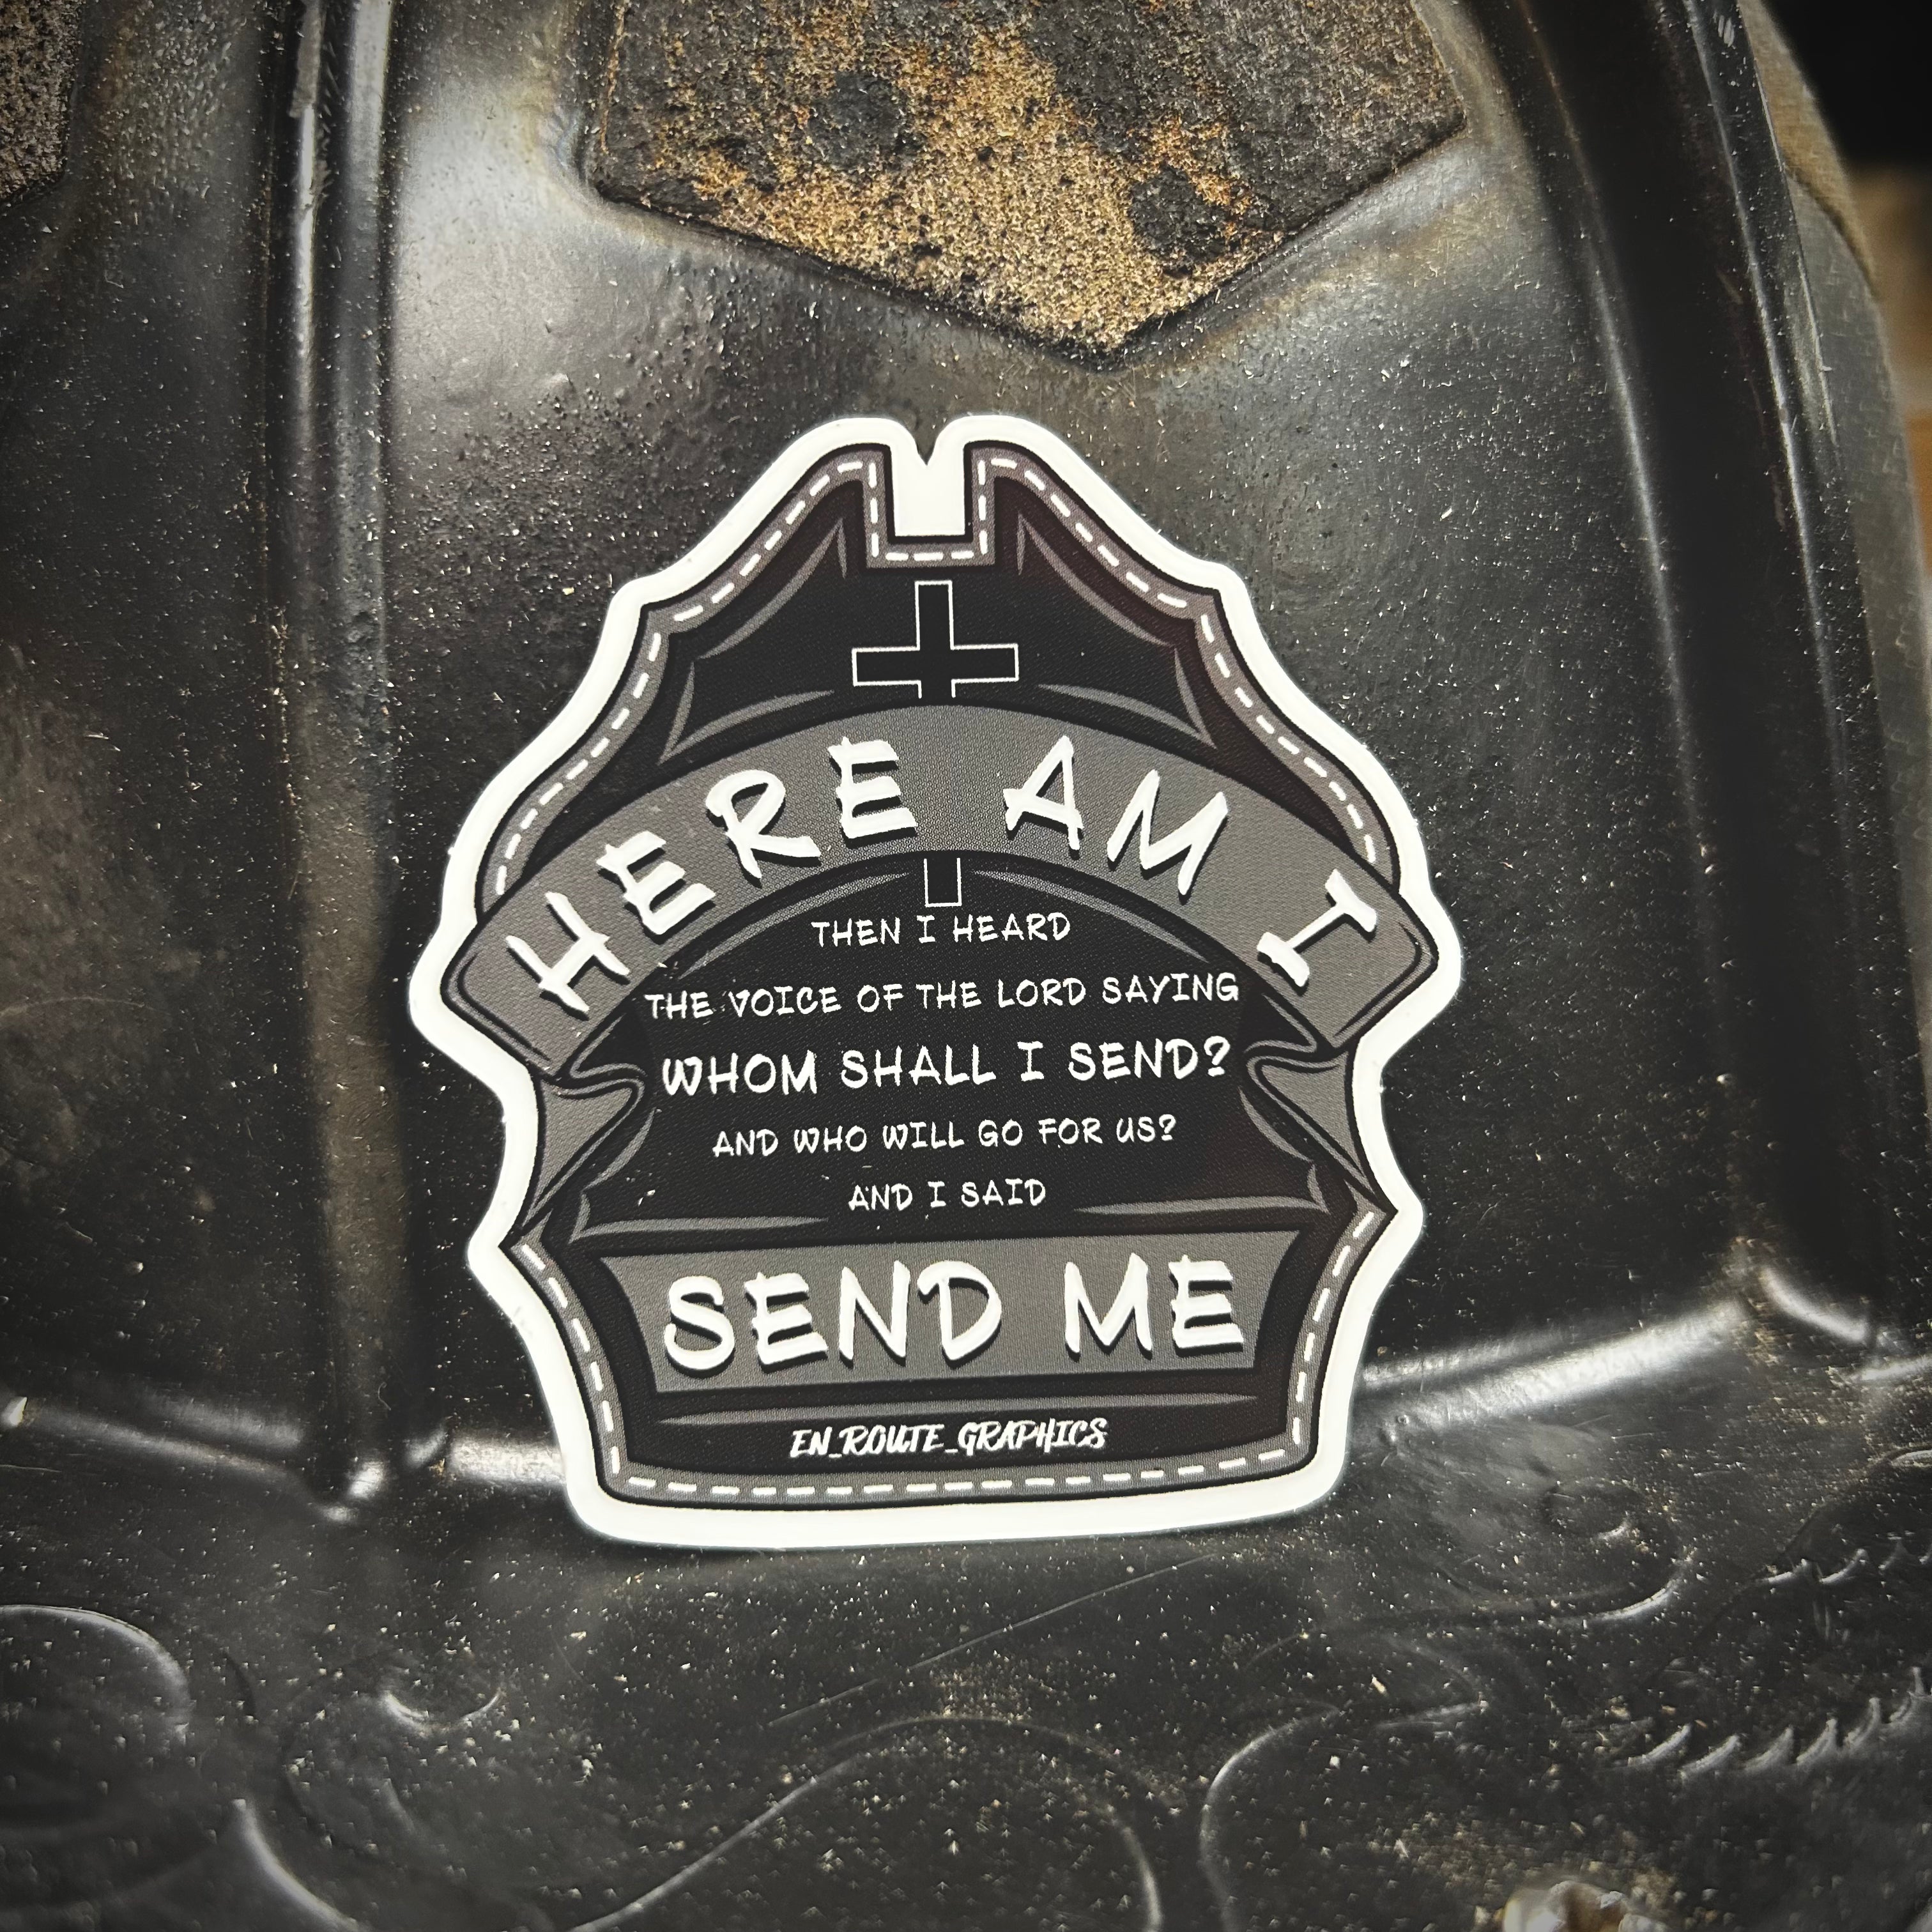 HERE AM I
THEN I HEARD
THE VOICE OF THE LORD SAYING
WHOM SHALL I SEND?
AND WHO WILL GO FOR US?
AND I SAID
SEND ME
EN_ROUTE_GRAPHICS